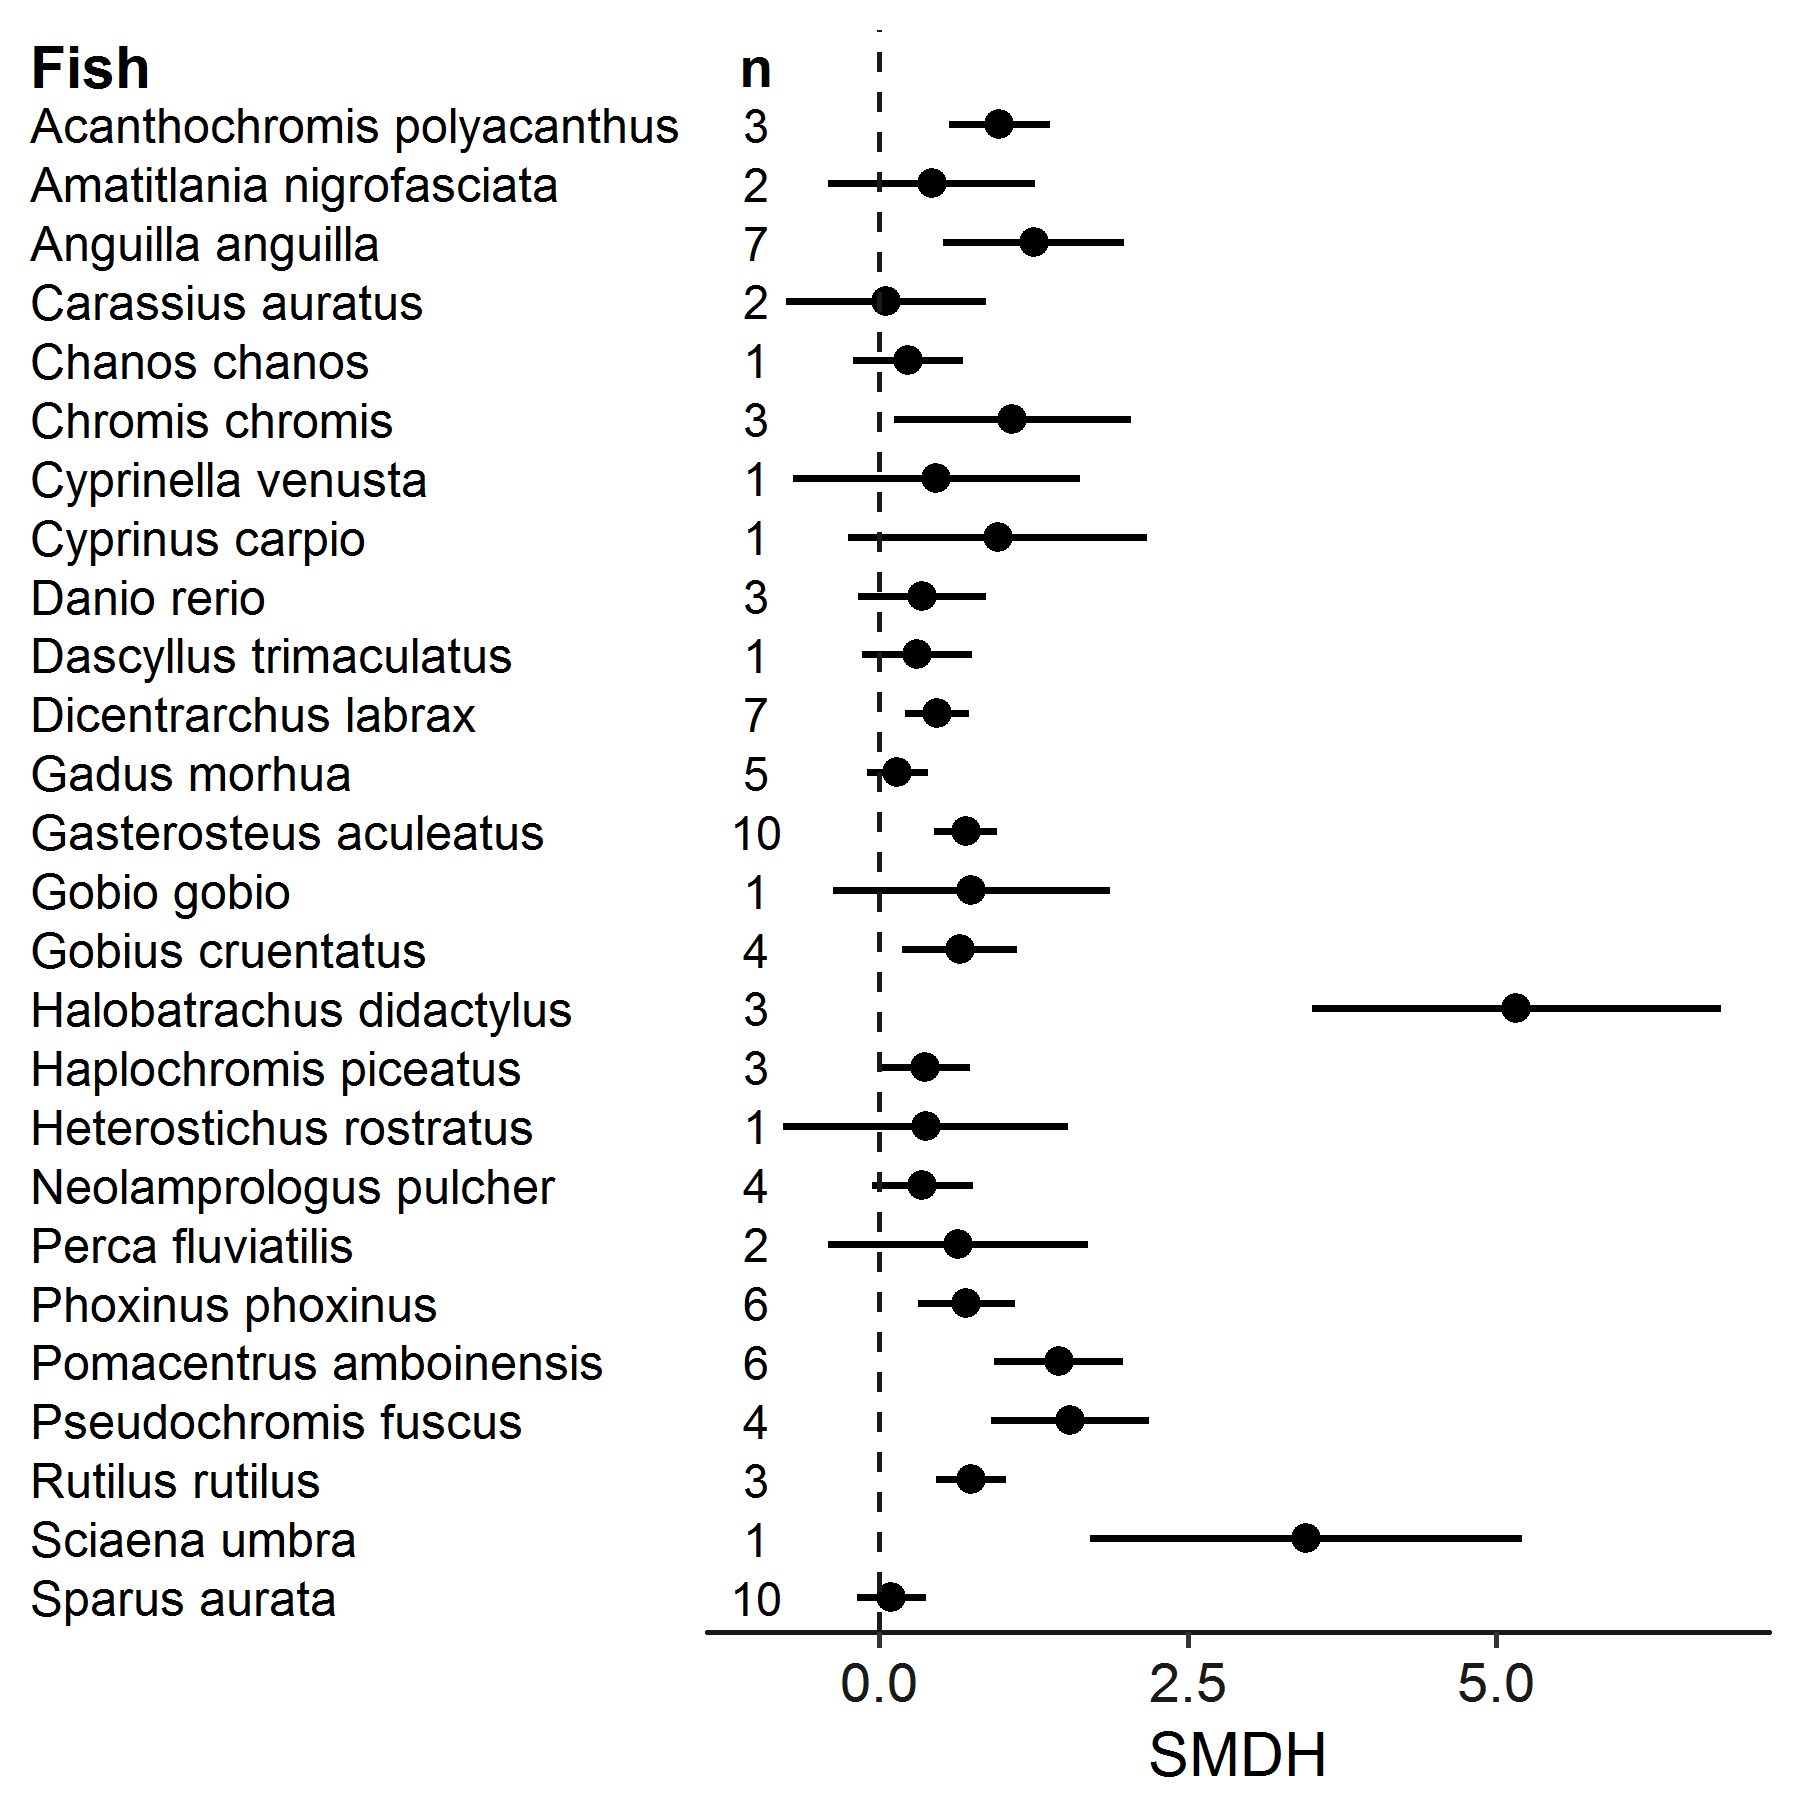 Fish n
Acanthochromis polyacanthus 3
Amatitlania nigrofasciata 2
Anguilla anguilla 7
Carassius auratus 2
Chanos chanos 1
Chromis chromis 3
Cyprinella venusta 1
Cyprinus carpio 1
Danio rerio 3
Dascyllus trimaculatus 1
Dicentrarchus labrax 7
Gadus morhua 5
Gasterosteus aculeatus 10
Gobio gobio 1
Gobius cruentatus 4
Halobatrachus didactylus 3
Haplochromis piceatus 3
Heterostichus rostratus 1
Neolamprologus pulcher 4
Perca fluviatilis 2
Phoxinus phoxinus 6
Pomacentrus amboinensis 6
Pseudochromis fuscus 4
Rutilus rutilus 3
Sciaena umbra 1
Sparus aurata 10
0.0 2.5 5.0
SMDH